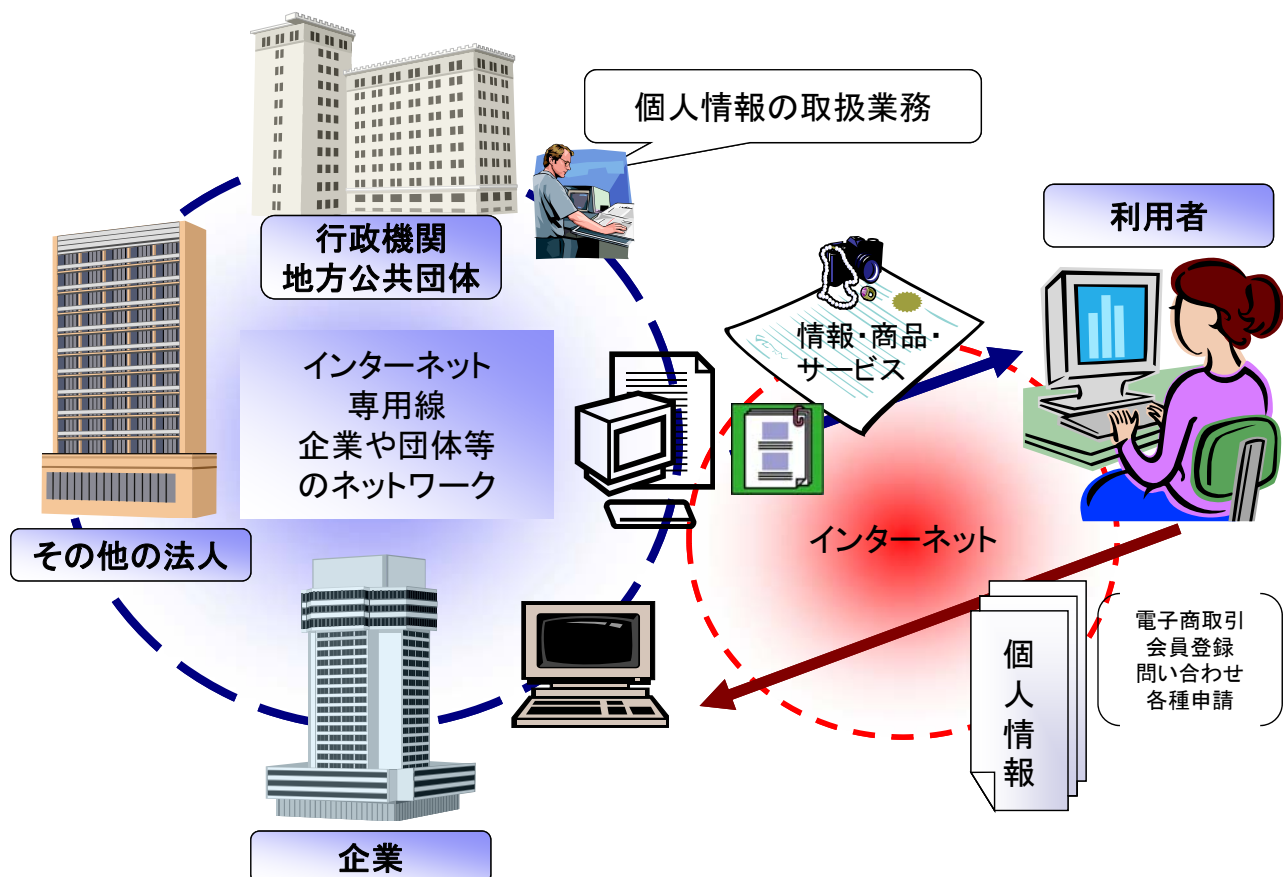 個人情報の取扱業務
利用者
行政機関
地方公共団体
情報・商品・
サービス
インターネット
専用線
企業や団体等
のネットワーク
インターネット
その他の法人
電子商取引
会員登録
問い合わせ
各種申請
個人情報
企業